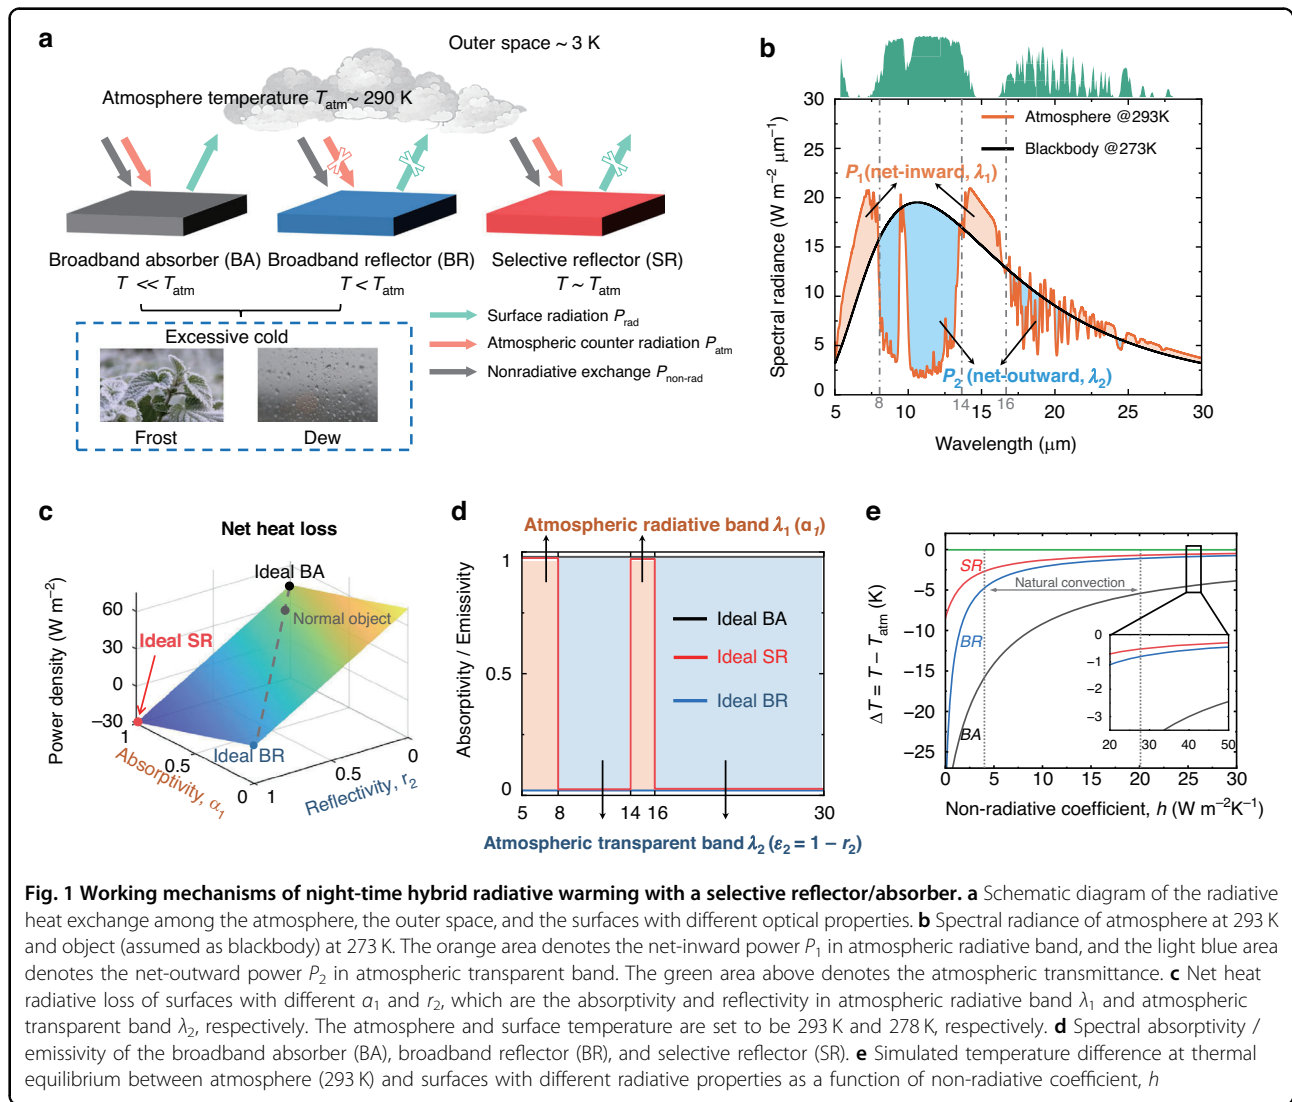 a
Outer space ~ 3 K
Atmosphere temperature Tatm~ 290 K
Broadband absorber (BA)
T << Tatm
Broadband reflector (BR)
T < Tatm
Selective reflector (SR)
T ~ Tatm
Excessive cold
Frost
Dew
Surface radiation Prad
Atmospheric counter radiation Patm
Nonradiative exchange Pnon-rad
b
30
25
20
15
10
5
0
Spectral radiance (W m⁻² μm⁻¹)
Atmosphere @293K
Blackbody @273K
P₁(net-inward, λ₁)
P₂ (net-outward, λ₂)
8
14
16
5
10
15
20
25
30
Wavelength (μm)
c
Net heat loss
Ideal BA
Normal object
Ideal SR
Ideal BR
60
30
0
−30
Power density (W m⁻²)
1
0.5
0
Absorptivity, α₁
1
0.5
0
Reflectivity, r₂
d
Atmospheric radiative band λ₁ (α₁)
1
0.5
0
Absorptivity / Emissivity
Ideal BA
Ideal SR
Ideal BR
5
8
14
16
30
Atmospheric transparent band λ₂ (ε₂ = 1 − r₂)
e
0
−5
−10
−15
−20
−25
ΔT = T − Tatm (K)
SR
BR
BA
Natural convection
0
−1
−2
−3
20
30
40
50
0
5
10
15
20
25
30
Non-radiative coefficient, h (W m⁻²K⁻¹)
Fig. 1 Working mechanisms of night-time hybrid radiative warming with a selective reflector/absorber. a Schematic diagram of the radiative
heat exchange among the atmosphere, the outer space, and the surfaces with different optical properties. b Spectral radiance of atmosphere at 293 K
and object (assumed as blackbody) at 273 K. The orange area denotes the net-inward power P₁ in atmospheric radiative band, and the light blue area
denotes the net-outward power P₂ in atmospheric transparent band. The green area above denotes the atmospheric transmittance. c Net heat
radiative loss of surfaces with different α₁ and r₂, which are the absorptivity and reflectivity in atmospheric radiative band λ₁ and atmospheric
transparent band λ₂, respectively. The atmosphere and surface temperature are set to be 293 K and 278 K, respectively. d Spectral absorptivity /
emissivity of the broadband absorber (BA), broadband reflector (BR), and selective reflector (SR). e Simulated temperature difference at thermal
equilibrium between atmosphere (293 K) and surfaces with different radiative properties as a function of non-radiative coefficient, h